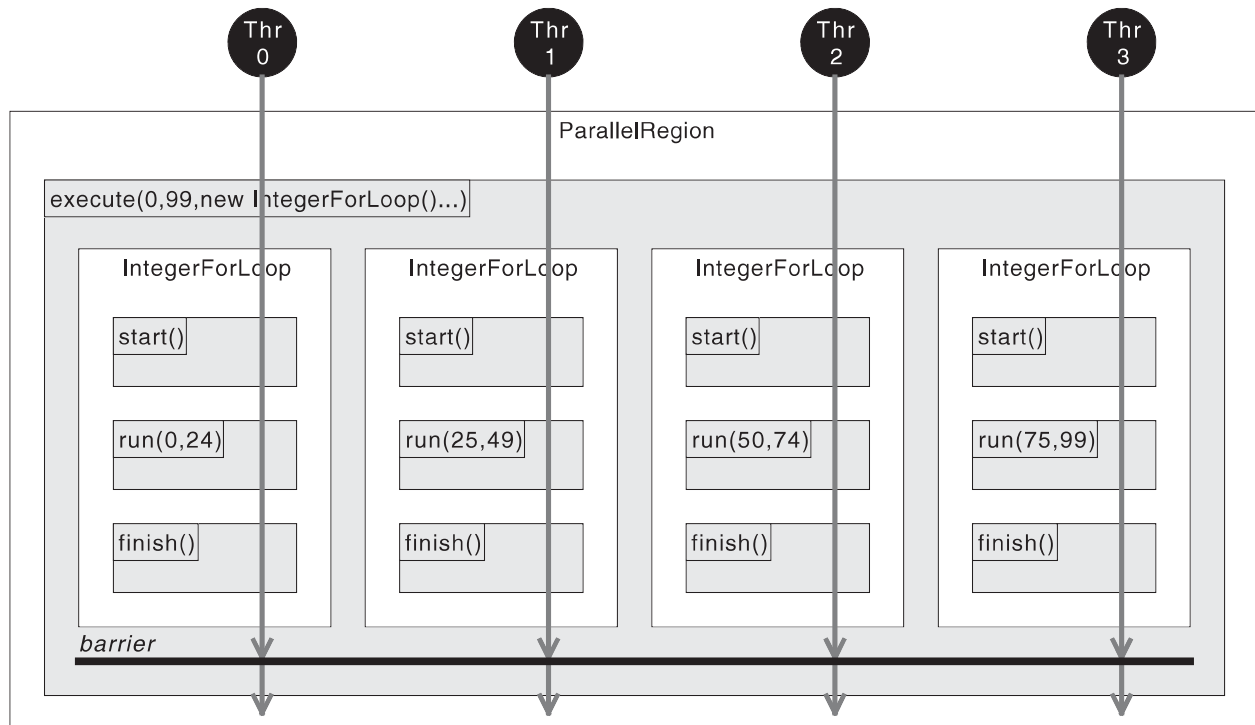 Thr
0
Thr
1
Thr
2
Thr
3
ParallelRegion
execute(0,99,new IntegerForLoop()...)
IntegerForLoop
IntegerForLoop
IntegerForLoop
IntegerForLoop
start()
start()
start()
start()
run(0,24)
run(25,49)
run(50,74)
run(75,99)
finish()
finish()
finish()
finish()
barrier